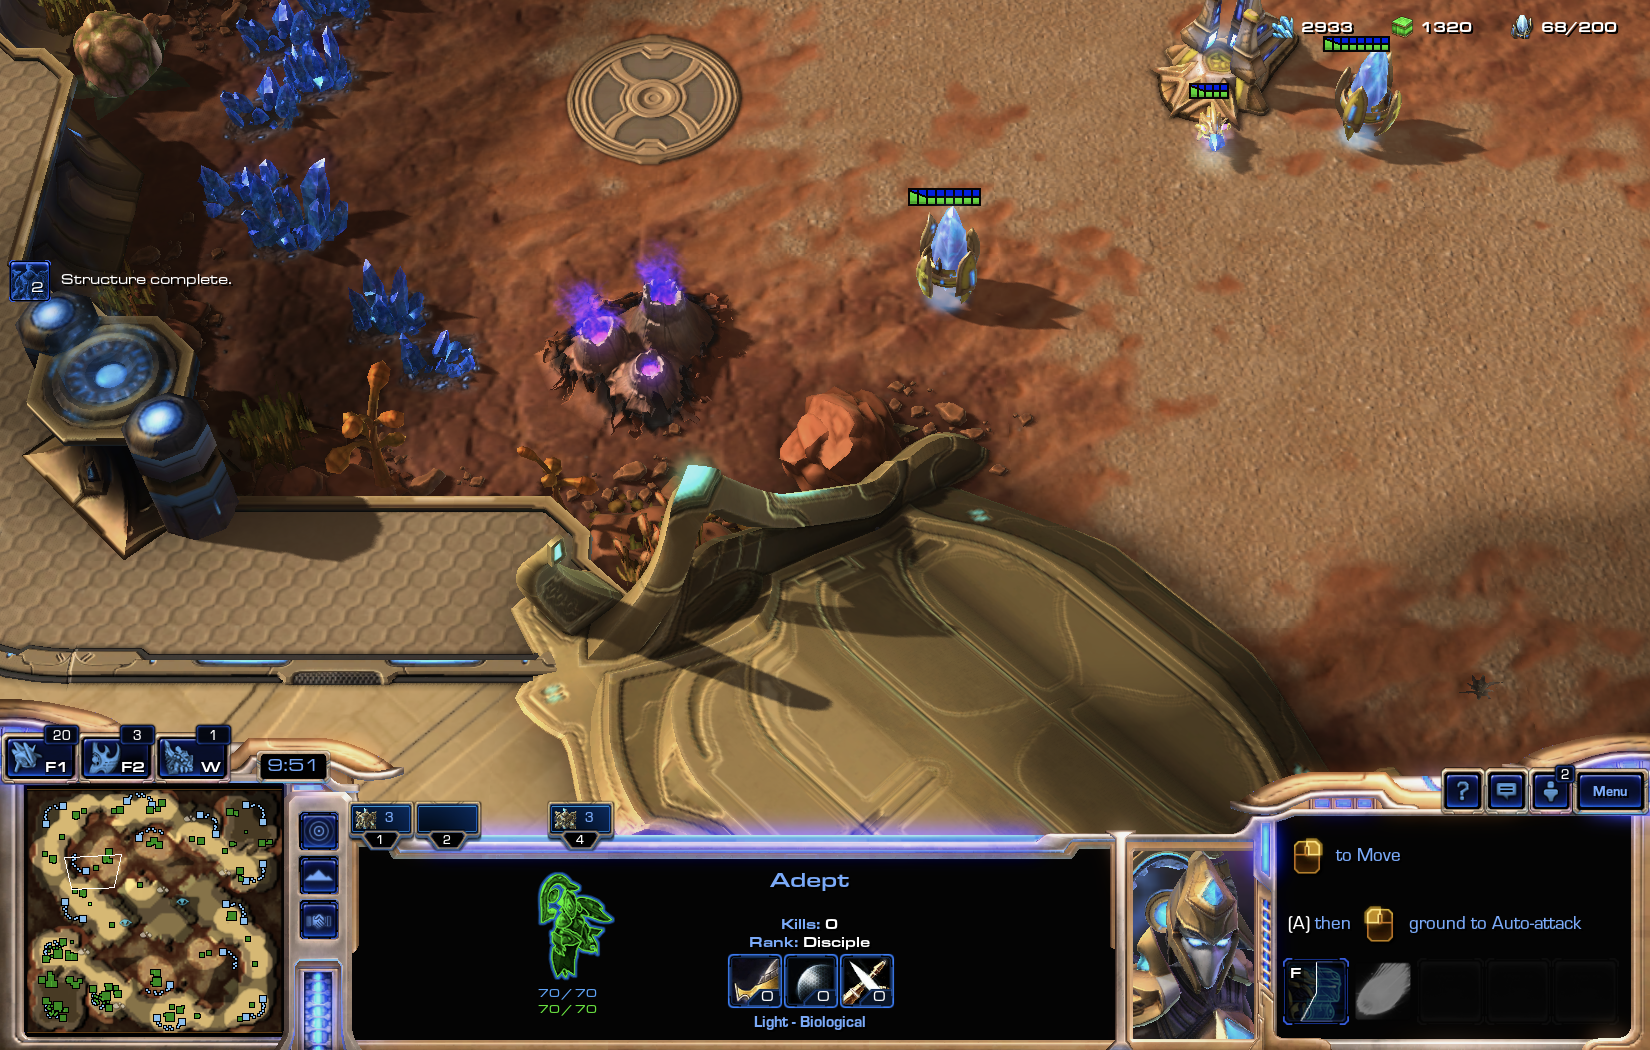 2933 1320 68/200
2 Structure complete.
20 3 1
F1 F2 W
9:51
2
? Menu
3 3
1 2 4
Adept
Kills: 0
Rank: Disciple
0 0 0
70/70
70/70
Light - Biological
to Move
(A) then ground to Auto-attack
F